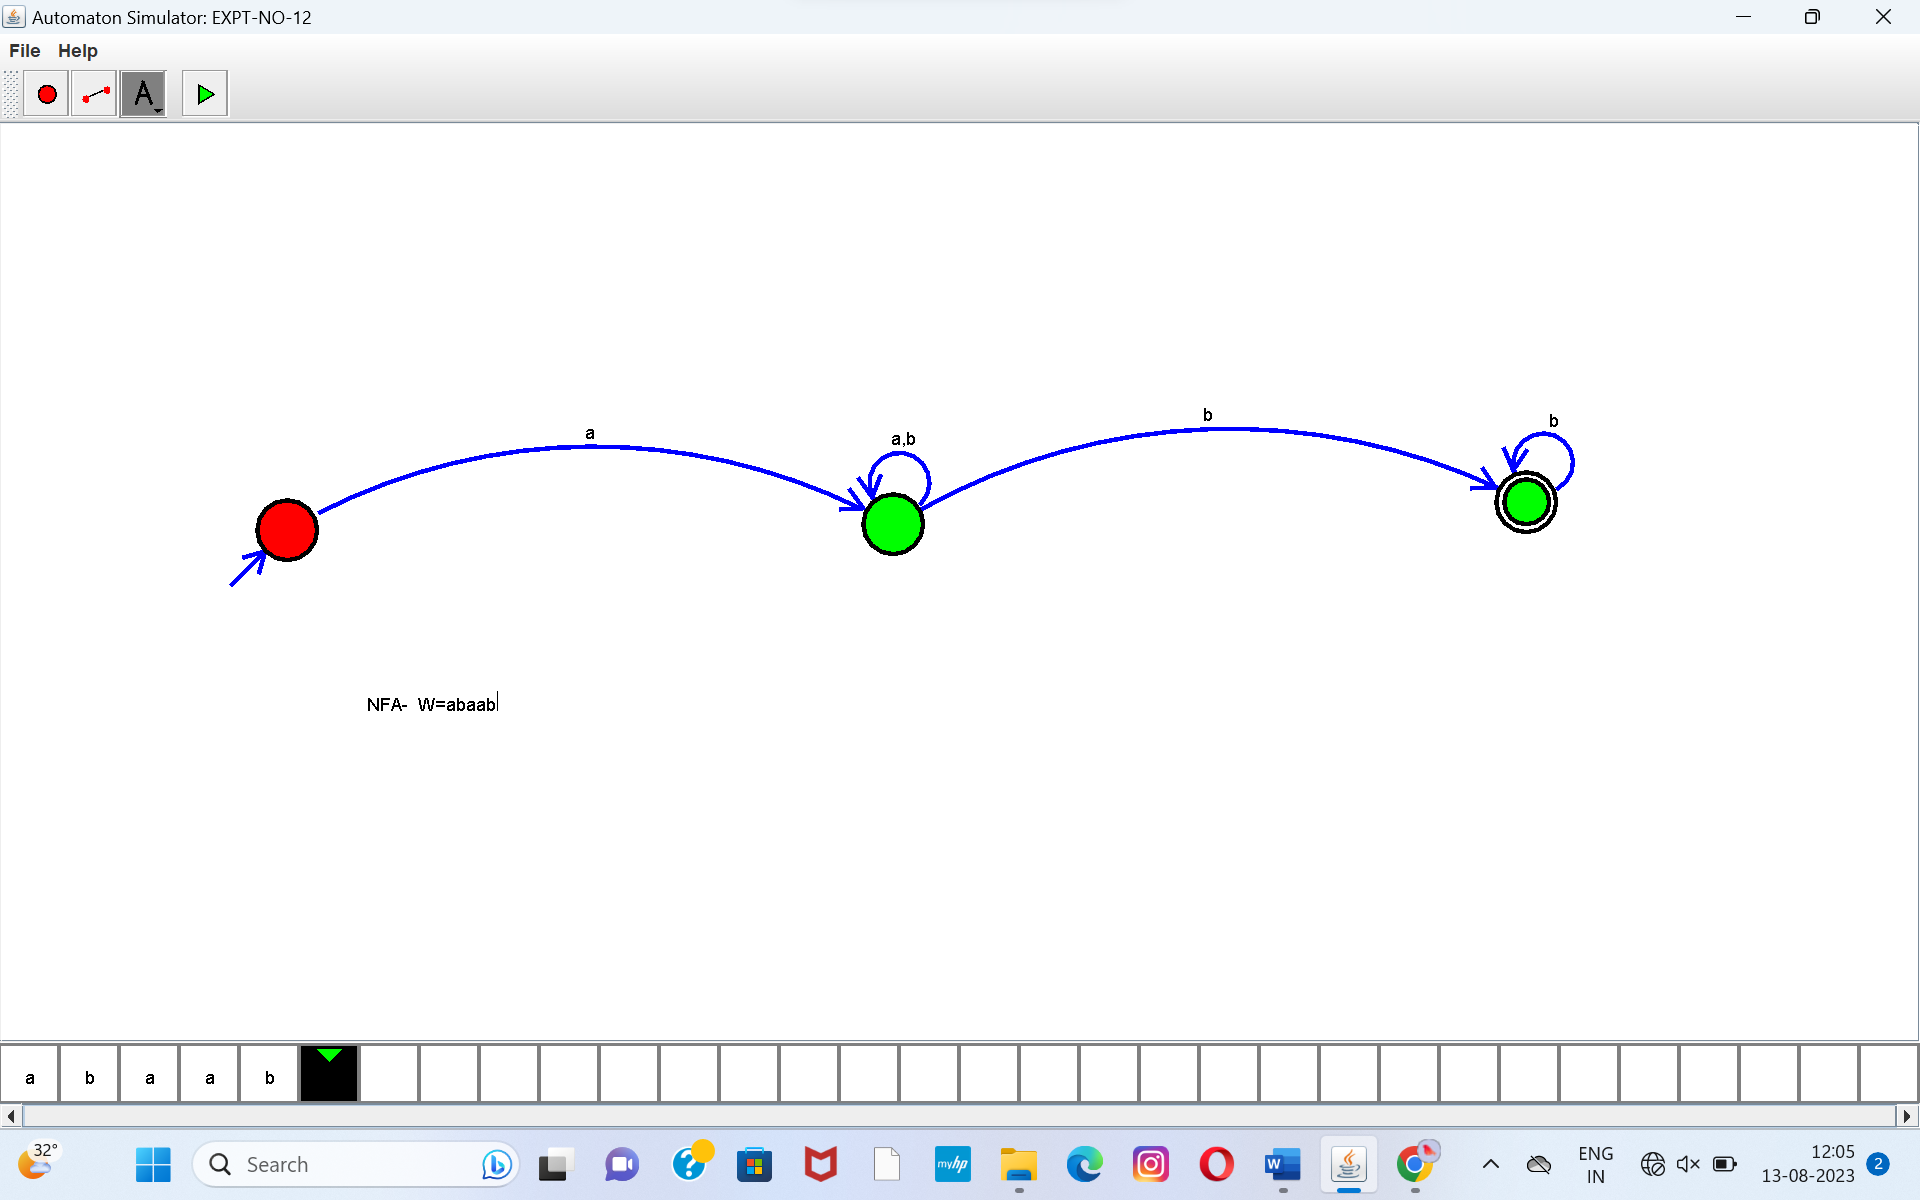 Automaton Simulator: EXPT-NO-12
File Help
A
a
a,b
b
b
NFA- W=abaab
a b a a b
32°
Search
myhp
W
ENG
IN
12:05
13-08-2023
2